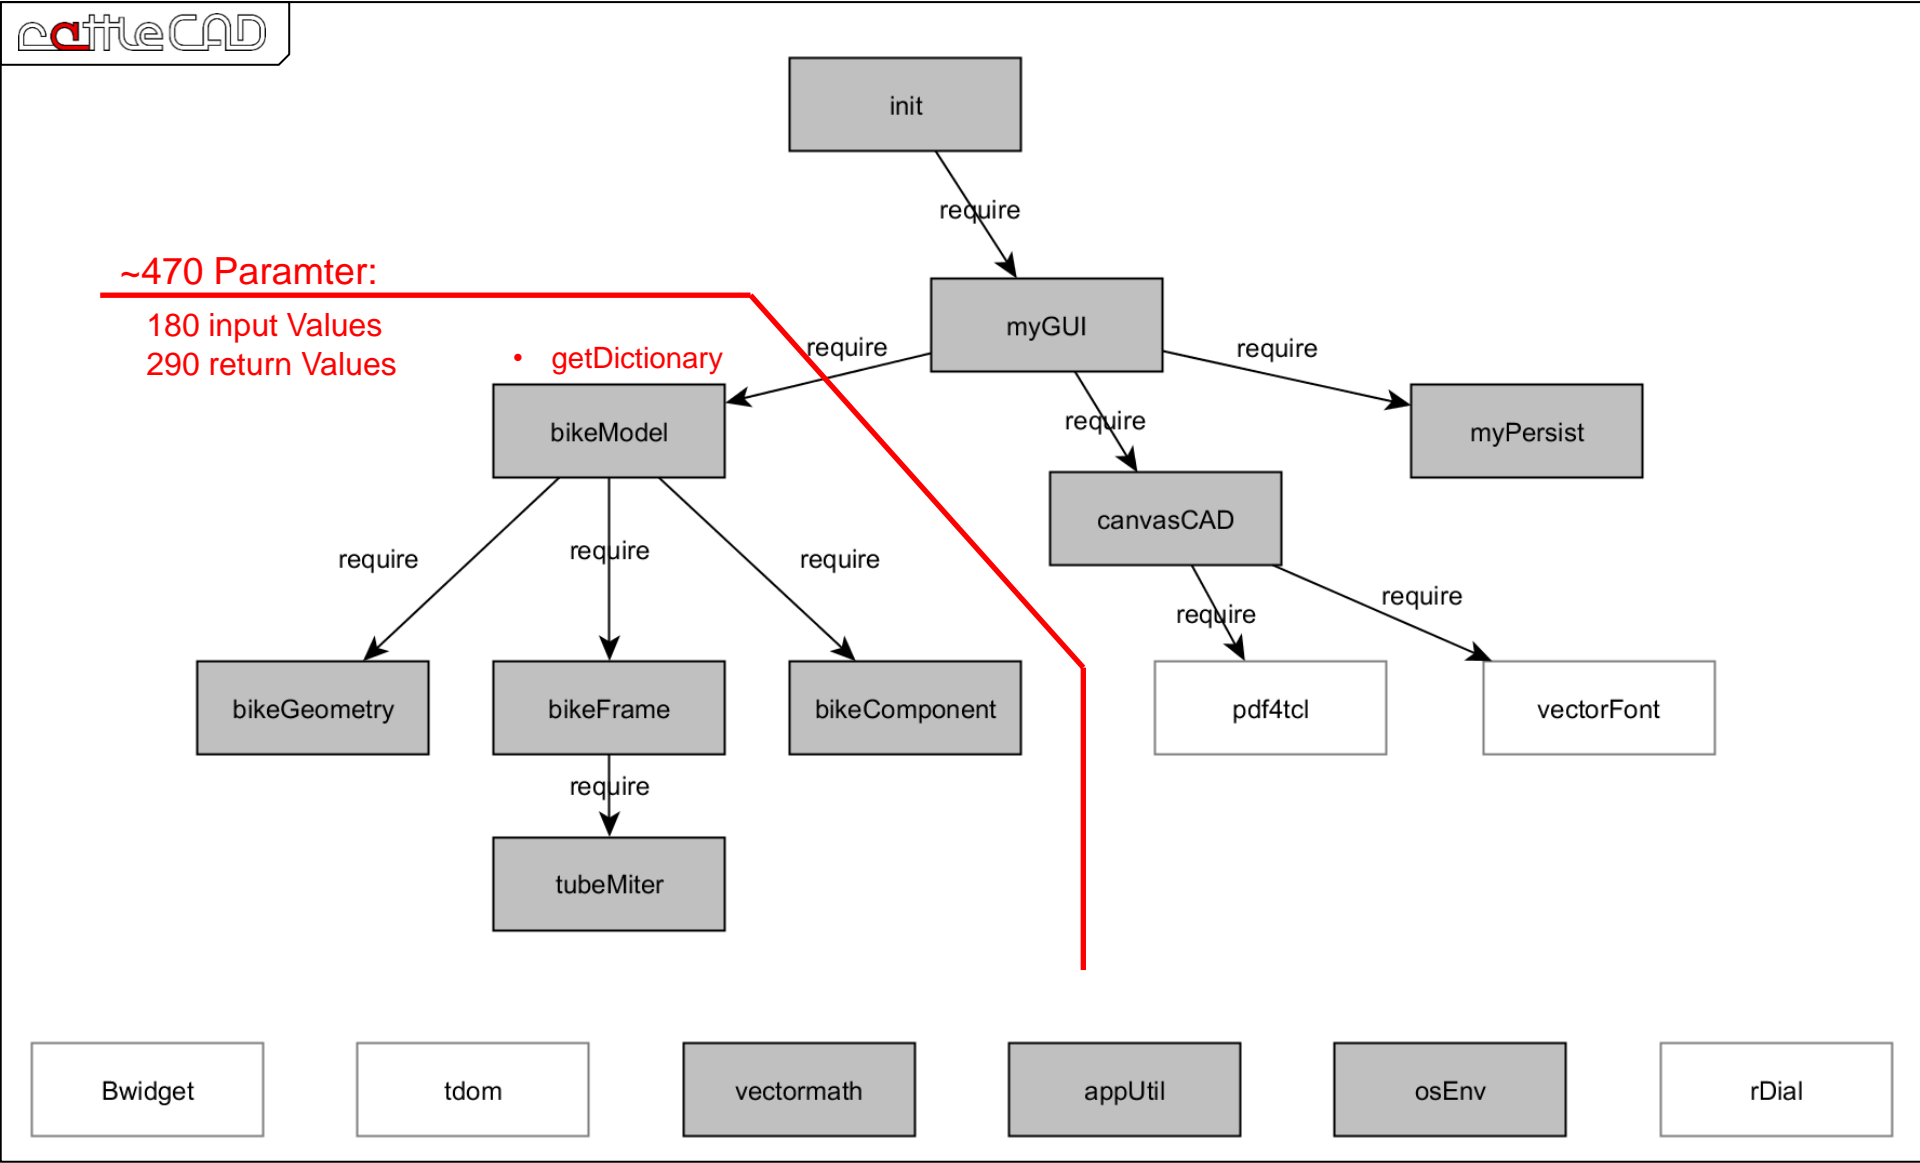 rattleCAD
init
require
~470 Paramter:
180 input Values
290 return Values
• getDictionary
require
myGUI
require
require
bikeModel
myPersist
canvasCAD
require
require
require
require
require
bikeGeometry
bikeFrame
bikeComponent
pdf4tcl
vectorFont
require
tubeMiter
Bwidget
tdom
vectormath
appUtil
osEnv
rDial